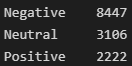 Negative    8447
Neutral     3106
Positive    2222